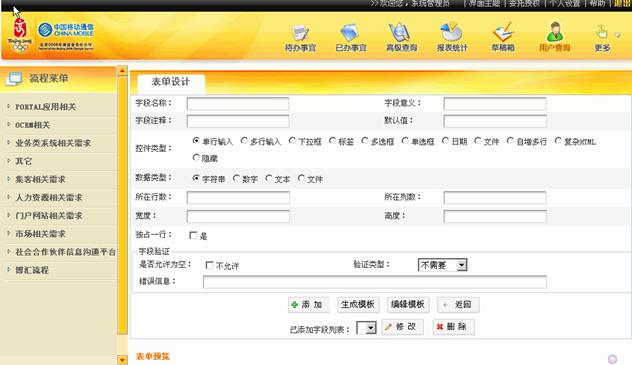 >> 欢迎您，系统管理员 | 界面主题 | 委托授权 | 个人设置 | 帮助 | 退出
Beijing 2008
中国移动通信
CHINA MOBILE
北京2008年奥运会合作伙伴
待办事宜 已办事宜 高级查询 报表统计 草稿箱 用户查询 更多
流程菜单
PORTAL应用相关
OCRM相关
业务类系统相关需求
其它
集客相关需求
人力资源相关需求
门户网站相关需求
市场相关需求
社会合作伙伴信息沟通平台
博汇流程
表单设计
字段名称： 字段意义：
字段注释： 默认值：
控件类型： 单行输入 多行输入 下拉框 标签 多选框 单选框 日期 文件 自增多行 复杂HTML
隐藏
数据类型： 字符串 数字 文本 文件
所在行数： 所在列数：
宽度： 高度：
独占一行： 是
字段验证
是否允许为空： 不允许 验证类型： 不需要
错误信息：
添 加 生成模板 编辑模板 返回
已添加字段列表： 修 改 删 除
表单预览